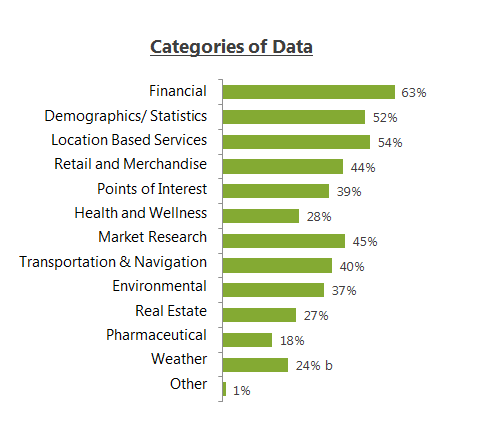 Categories of Data
Financial 63%
Demographics/ Statistics 52%
Location Based Services 54%
Retail and Merchandise 44%
Points of Interest 39%
Health and Wellness 28%
Market Research 45%
Transportation & Navigation 40%
Environmental 37%
Real Estate 27%
Pharmaceutical 18%
Weather 24% b
Other 1%